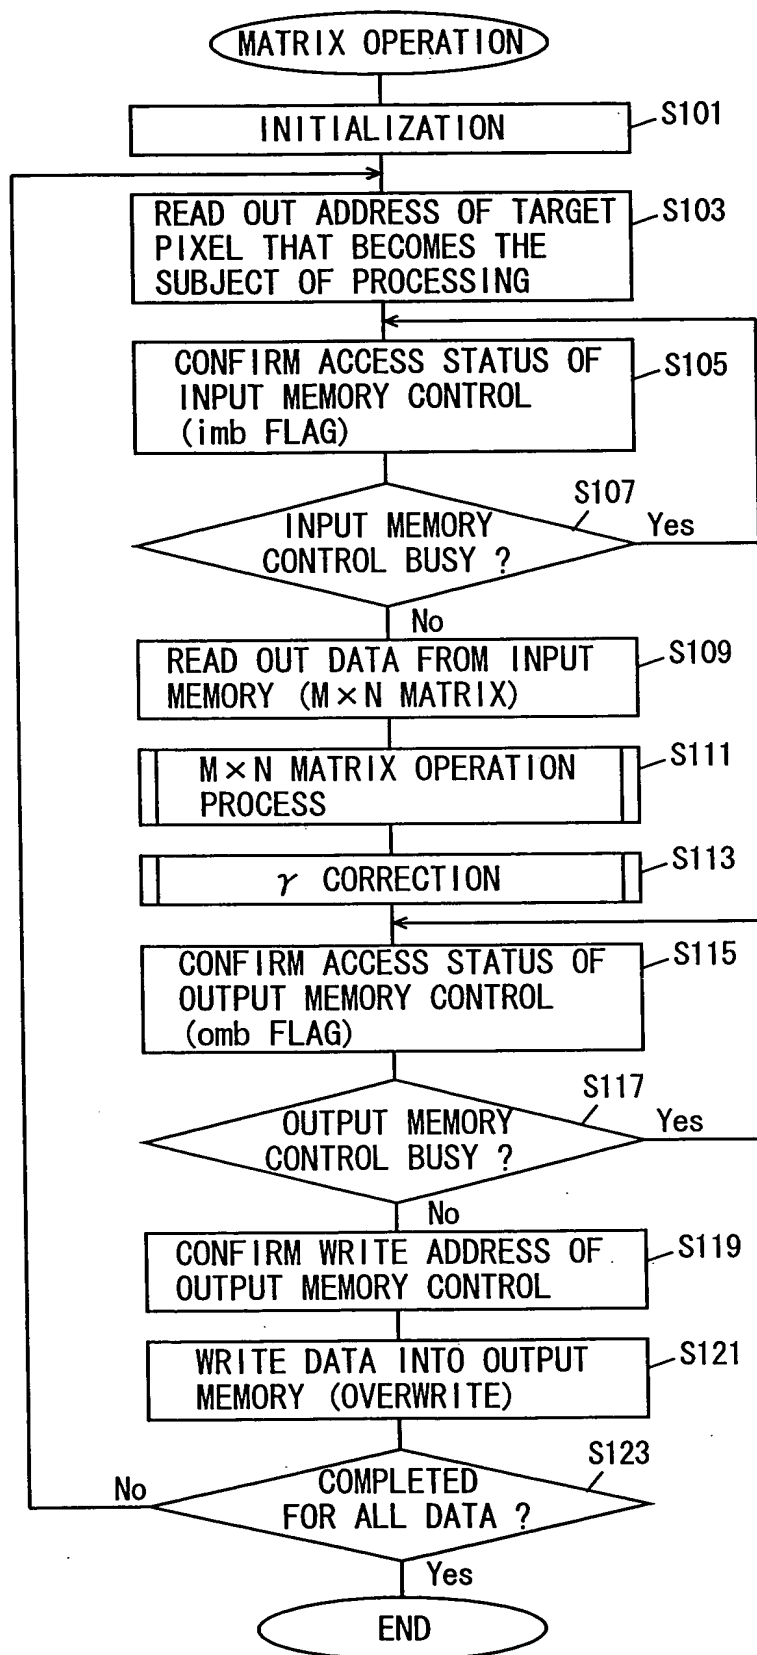 MATRIX OPERATION
INITIALIZATION
S101
READ OUT ADDRESS OF TARGET
PIXEL THAT BECOMES THE
SUBJECT OF PROCESSING
S103
CONFIRM ACCESS STATUS OF
INPUT MEMORY CONTROL
(imb FLAG)
S105
S107
INPUT MEMORY
CONTROL BUSY ?
Yes
No
READ OUT DATA FROM INPUT
MEMORY (M×N MATRIX)
S109
M×N MATRIX OPERATION
PROCESS
S111
γ CORRECTION
S113
CONFIRM ACCESS STATUS OF
OUTPUT MEMORY CONTROL
(omb FLAG)
S115
S117
OUTPUT MEMORY
CONTROL BUSY ?
Yes
No
CONFIRM WRITE ADDRESS OF
OUTPUT MEMORY CONTROL
S119
WRITE DATA INTO OUTPUT
MEMORY (OVERWRITE)
S121
S123
COMPLETED
FOR ALL DATA ?
No
Yes
END